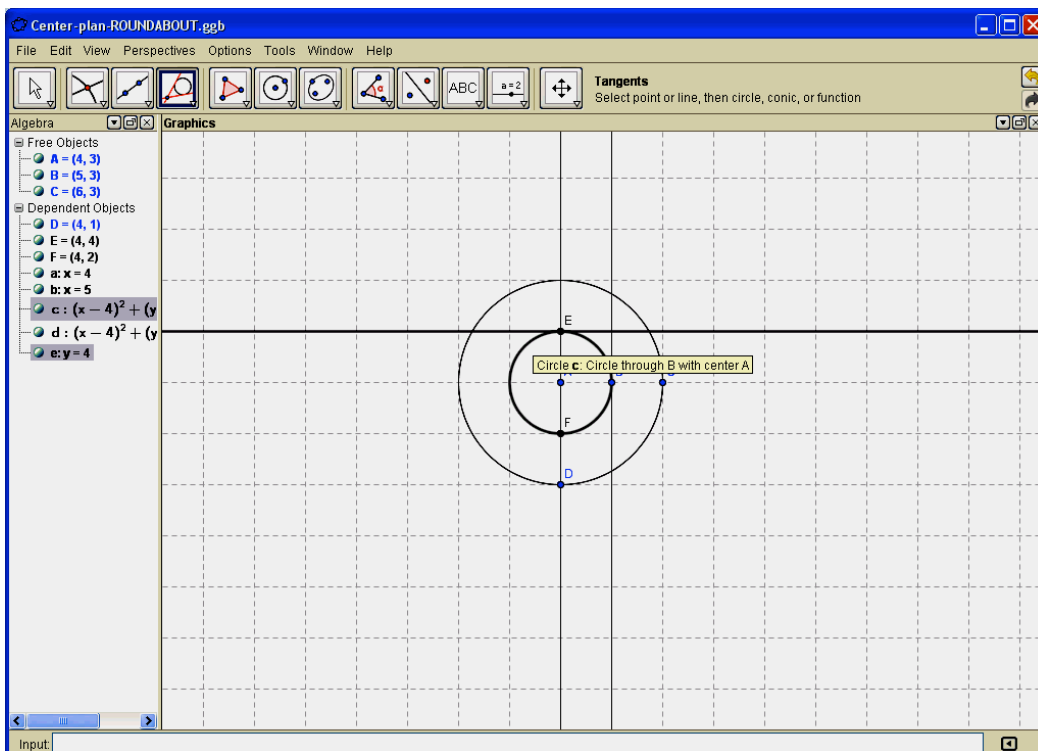 Center-plan-ROUNDABOUT.ggb
File Edit View Perspectives Options Tools Window Help
ABC
a=2
Tangents
Select point or line, then circle, conic, or function
Algebra
Graphics
Free Objects
A = (4, 3)
B = (5, 3)
C = (6, 3)
Dependent Objects
D = (4, 1)
E = (4, 4)
F = (4, 2)
a: x = 4
b: x = 5
c : (x − 4)² + (y
d : (x − 4)² + (y
e: y = 4
E
Circle c: Circle through B with center A
F
D
Input: